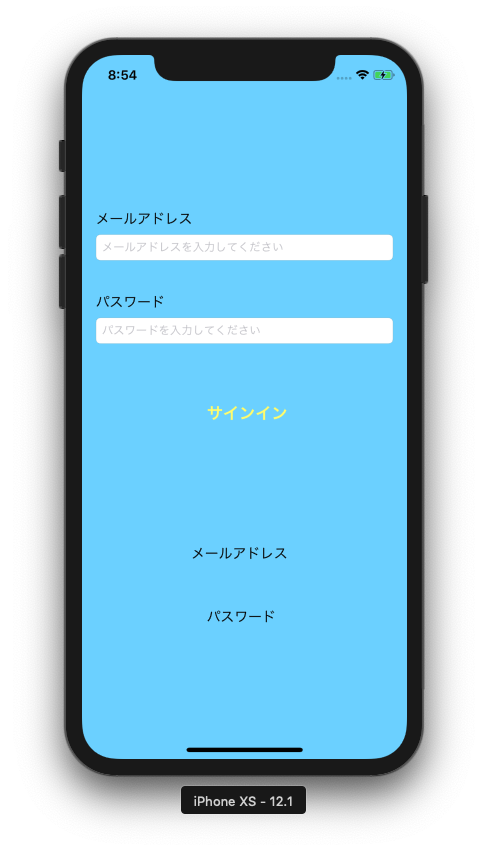 8:54
メールアドレス
メールアドレスを入力してください
パスワード
パスワードを入力してください
サインイン
メールアドレス
パスワード
iPhone XS - 12.1